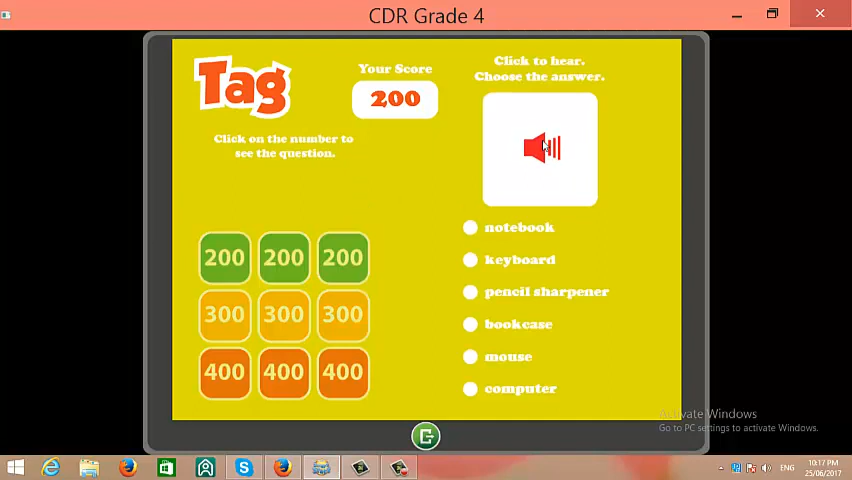 CDR Grade 4
Tag
Your Score
200
Click on the number to
see the question.
Click to hear.
Choose the answer.
200 200 200
300 300 300
400 400 400
notebook
keyboard
pencil sharpener
bookcase
mouse
computer
Activate Windows
Go to PC settings to activate Windows.
ENG
10:17 PM
25/06/2017